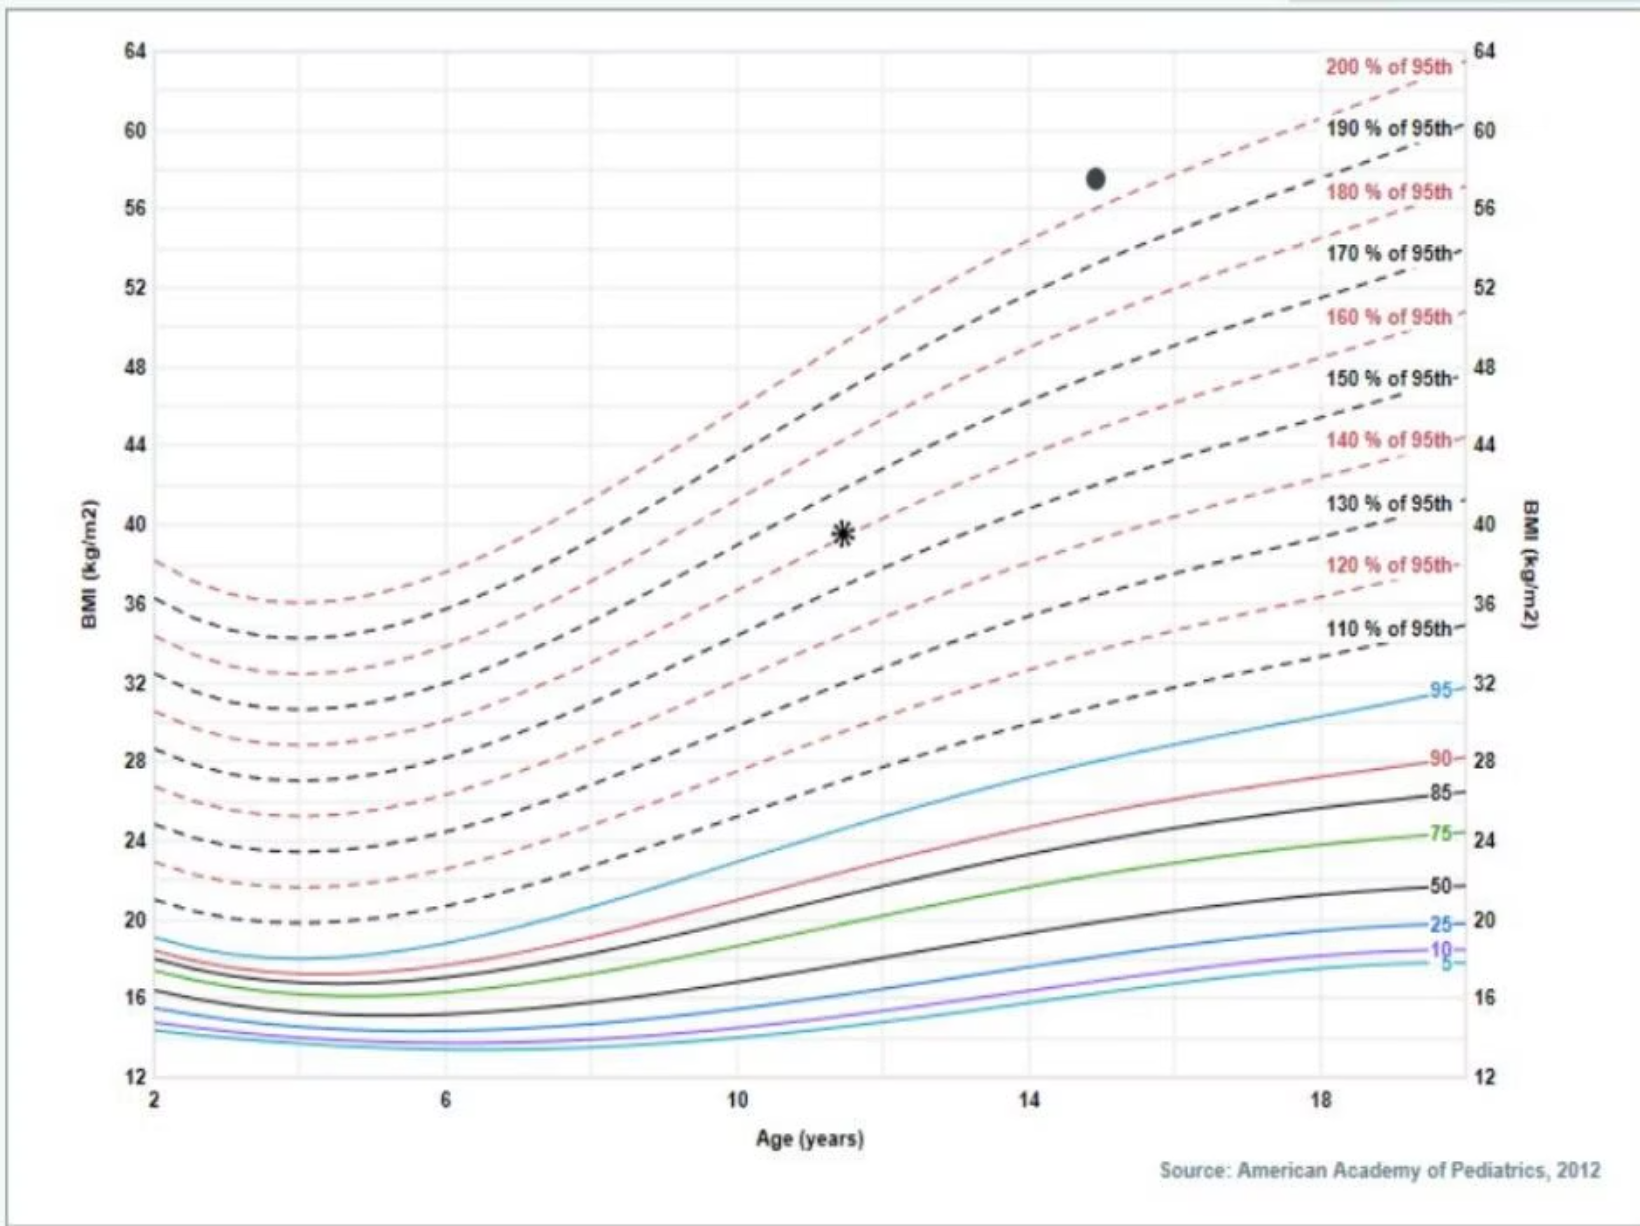 64
60
56
52
48
44
40
36
32
28
24
20
16
12
BMI (kg/m2)
200 % of 95th
190 % of 95th
180 % of 95th
170 % of 95th
160 % of 95th
150 % of 95th
140 % of 95th
130 % of 95th
120 % of 95th
110 % of 95th
95
90
85
75
50
25
10
5
64
60
56
52
48
44
40
36
32
28
24
20
16
12
BMI (kg/m2)
2 6 10 14 18
Age (years)
Source: American Academy of Pediatrics, 2012